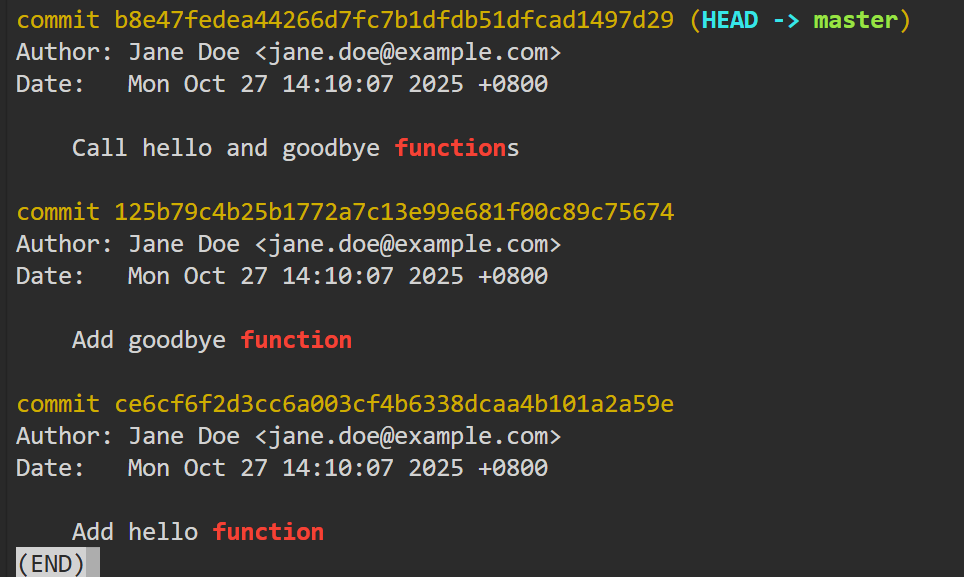 commit b8e47fedea44266d7fc7b1dfdb51dfcad1497d29 (HEAD -> master)
Author: Jane Doe <jane.doe@example.com>
Date:   Mon Oct 27 14:10:07 2025 +0800

    Call hello and goodbye functions

commit 125b79c4b25b1772a7c13e99e681f00c89c75674
Author: Jane Doe <jane.doe@example.com>
Date:   Mon Oct 27 14:10:07 2025 +0800

    Add goodbye function

commit ce6cf6f2d3cc6a003cf4b6338dcaa4b101a2a59e
Author: Jane Doe <jane.doe@example.com>
Date:   Mon Oct 27 14:10:07 2025 +0800

    Add hello function
(END)